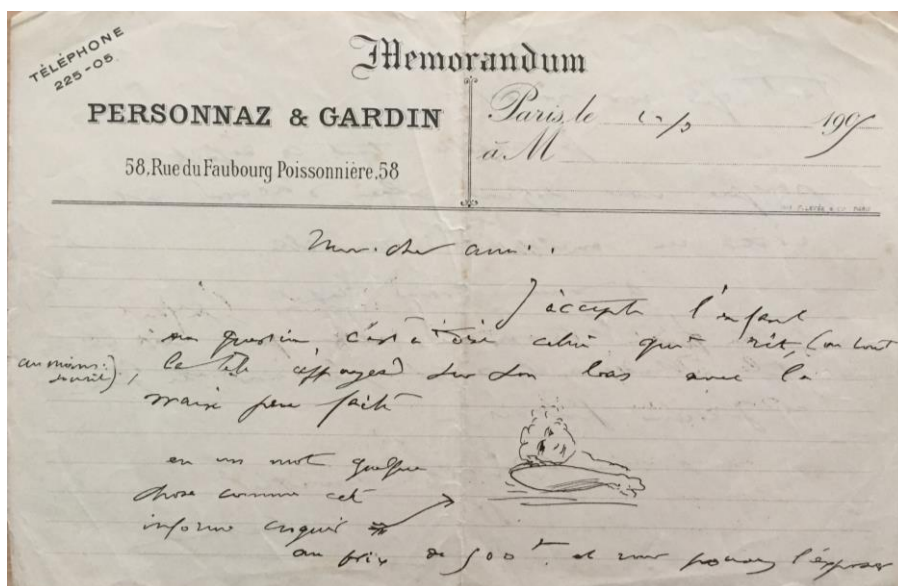 TÉLÉPHONE
225-05.
Memorandum
PERSONNAZ & GARDIN
58, Rue du Faubourg Poissonnière. 58
Paris, le 190
à M
Mon cher ami..
J'accepte l'enfant
en question c'est à dire celui qui rit, (ou tout
au moins sourit), la tête appuyée sur son bras avec la
main peu faite
en un mot quelque
chose comme cet
informe croquis
au prix de 500 f. et vous pouvez l'exposer